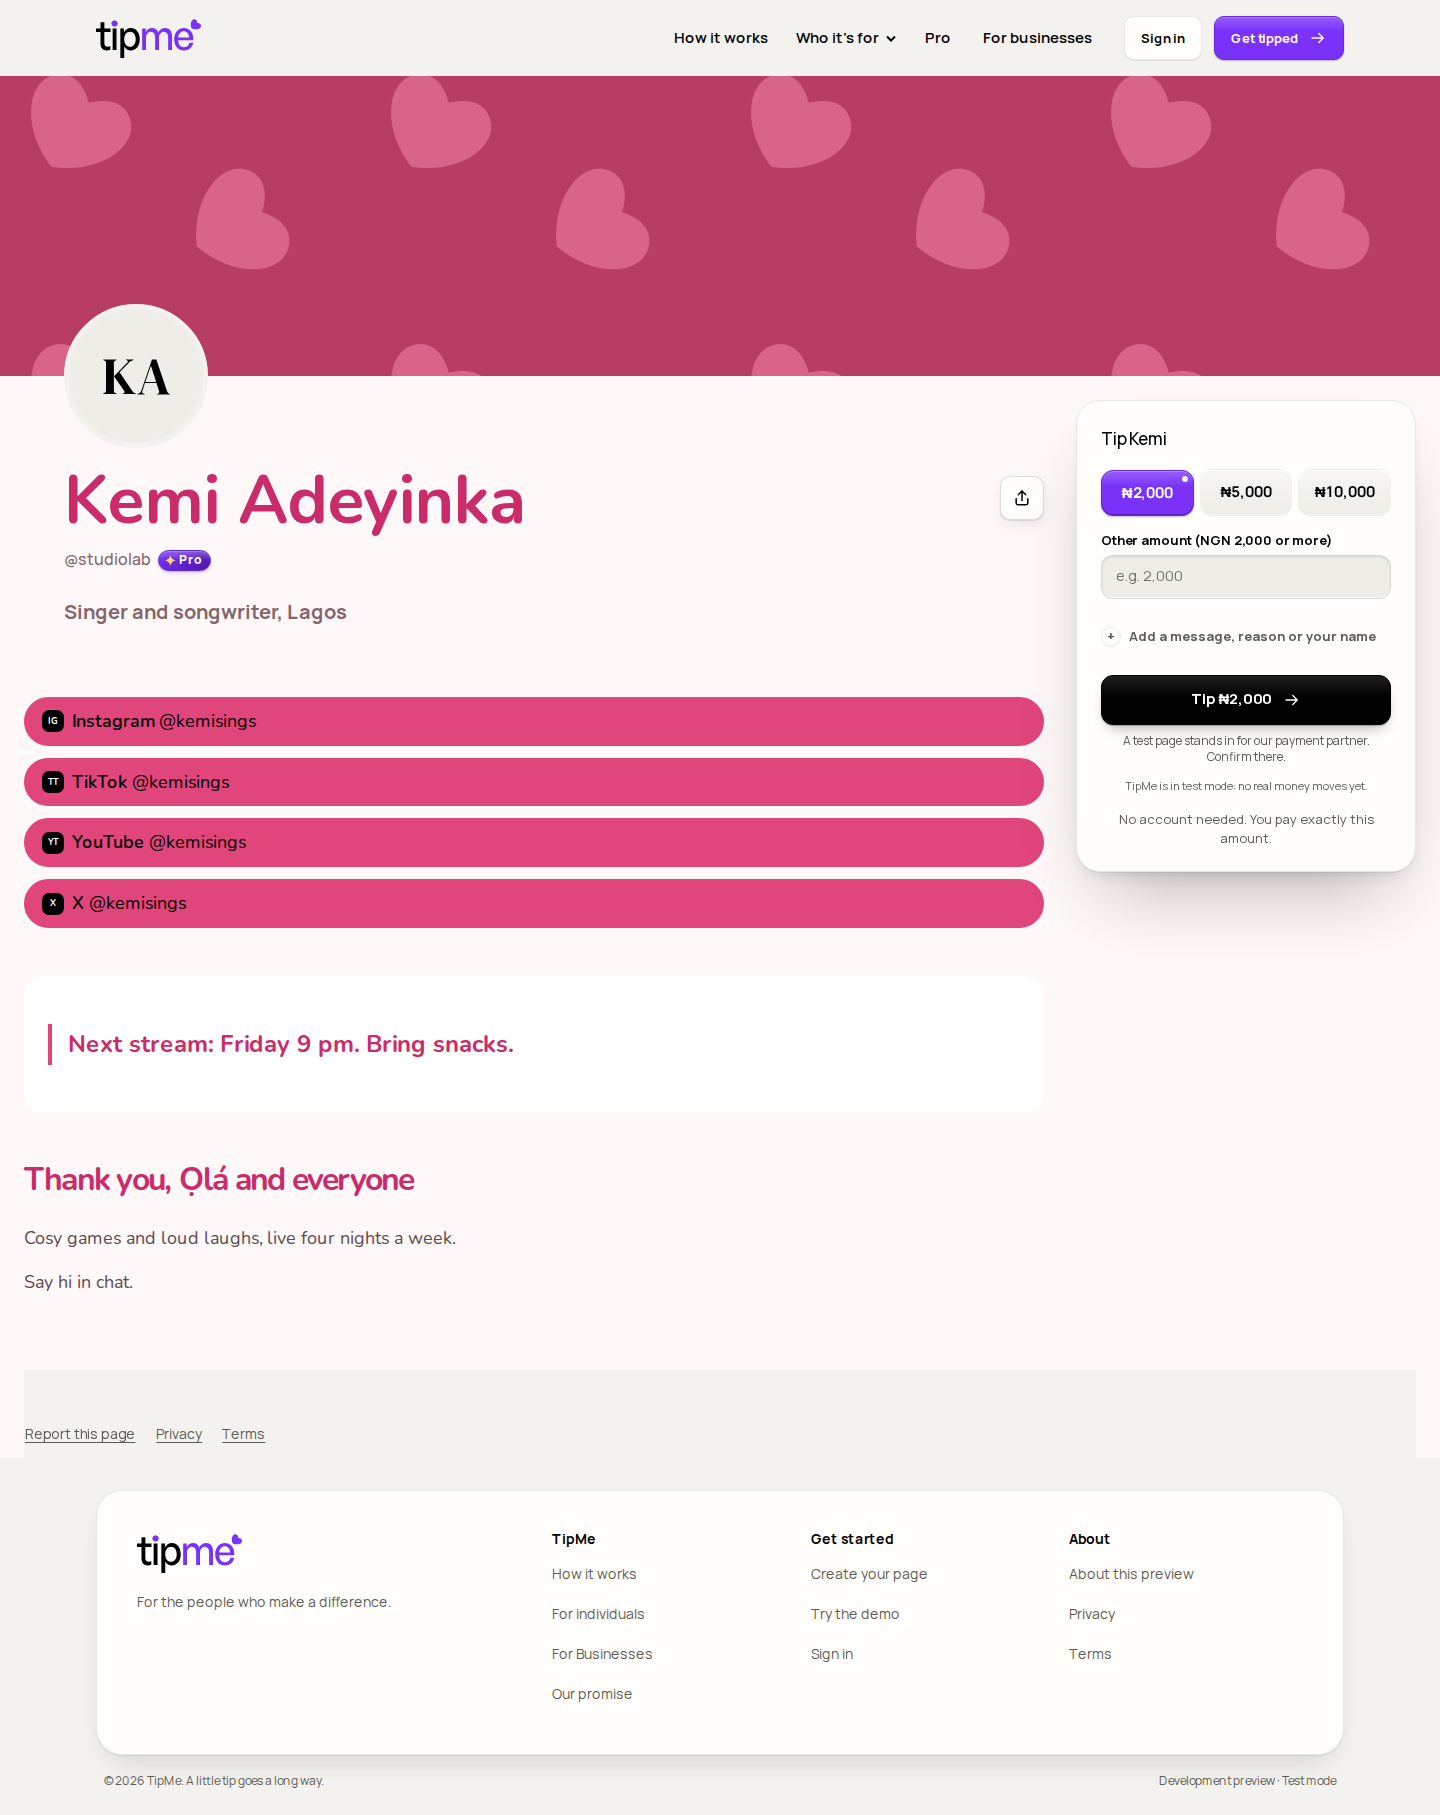 tipme
How it works
Who it's for
Pro
For businesses
Sign in
Get tipped
KA
Kemi Adeyinka
@studiolab
Pro
Singer and songwriter, Lagos
IG Instagram @kemisings
TT TikTok @kemisings
YT YouTube @kemisings
X X @kemisings
Next stream: Friday 9 pm. Bring snacks.
Thank you, Ọlá and everyone
Cosy games and loud laughs, live four nights a week.
Say hi in chat.
Tip Kemi
₦2,000
₦5,000
₦10,000
Other amount (NGN 2,000 or more)
e.g. 2,000
+ Add a message, reason or your name
Tip ₦2,000
A test page stands in for our payment partner.
Confirm there.
TipMe is in test mode: no real money moves yet.
No account needed. You pay exactly this
amount.
Report this page
Privacy
Terms
tipme
For the people who make a difference.
TipMe
How it works
For individuals
For Businesses
Our promise
Get started
Create your page
Try the demo
Sign in
About
About this preview
Privacy
Terms
© 2026 TipMe. A little tip goes a long way.
Development preview · Test mode